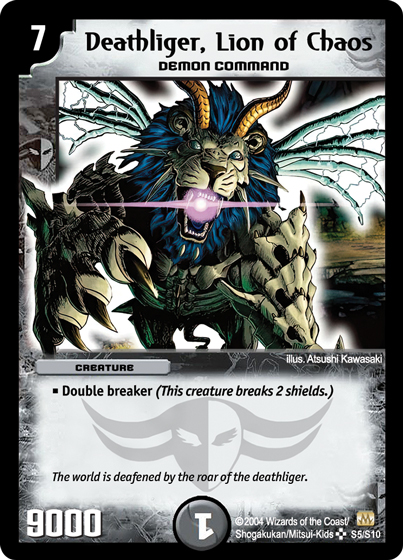 7 Deathliger, Lion of Chaos
DEMON COMMAND
illus. Atsushi Kawasaki
CREATURE
▪ Double breaker (This creature breaks 2 shields.)
The world is deafened by the roar of the deathliger.
9000
1
©2004 Wizards of the Coast/
Shogakukan/Mitsui-Kids S5/S10